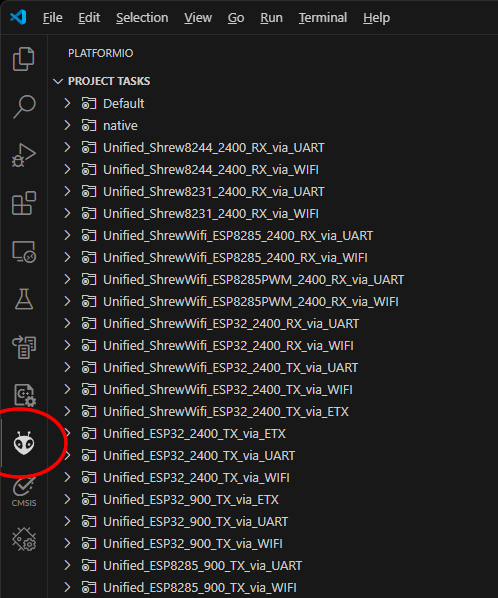 File Edit Selection View Go Run Terminal Help
PLATFORMIO
PROJECT TASKS
Default
native
Unified_Shrew8244_2400_RX_via_UART
Unified_Shrew8244_2400_RX_via_WIFI
Unified_Shrew8231_2400_RX_via_UART
Unified_Shrew8231_2400_RX_via_WIFI
Unified_ShrewWifi_ESP8285_2400_RX_via_UART
Unified_ShrewWifi_ESP8285_2400_RX_via_WIFI
Unified_ShrewWifi_ESP8285PWM_2400_RX_via_UART
Unified_ShrewWifi_ESP8285PWM_2400_RX_via_WIFI
Unified_ShrewWifi_ESP32_2400_RX_via_UART
Unified_ShrewWifi_ESP32_2400_RX_via_WIFI
Unified_ShrewWifi_ESP32_2400_TX_via_UART
Unified_ShrewWifi_ESP32_2400_TX_via_WIFI
Unified_ShrewWifi_ESP32_2400_TX_via_ETX
Unified_ESP32_2400_TX_via_ETX
Unified_ESP32_2400_TX_via_UART
Unified_ESP32_2400_TX_via_WIFI
Unified_ESP32_900_TX_via_ETX
CMSIS
Unified_ESP32_900_TX_via_UART
Unified_ESP32_900_TX_via_WIFI
Unified_ESP8285_900_TX_via_UART
Unified_ESP8285_900_TX_via_WIFI